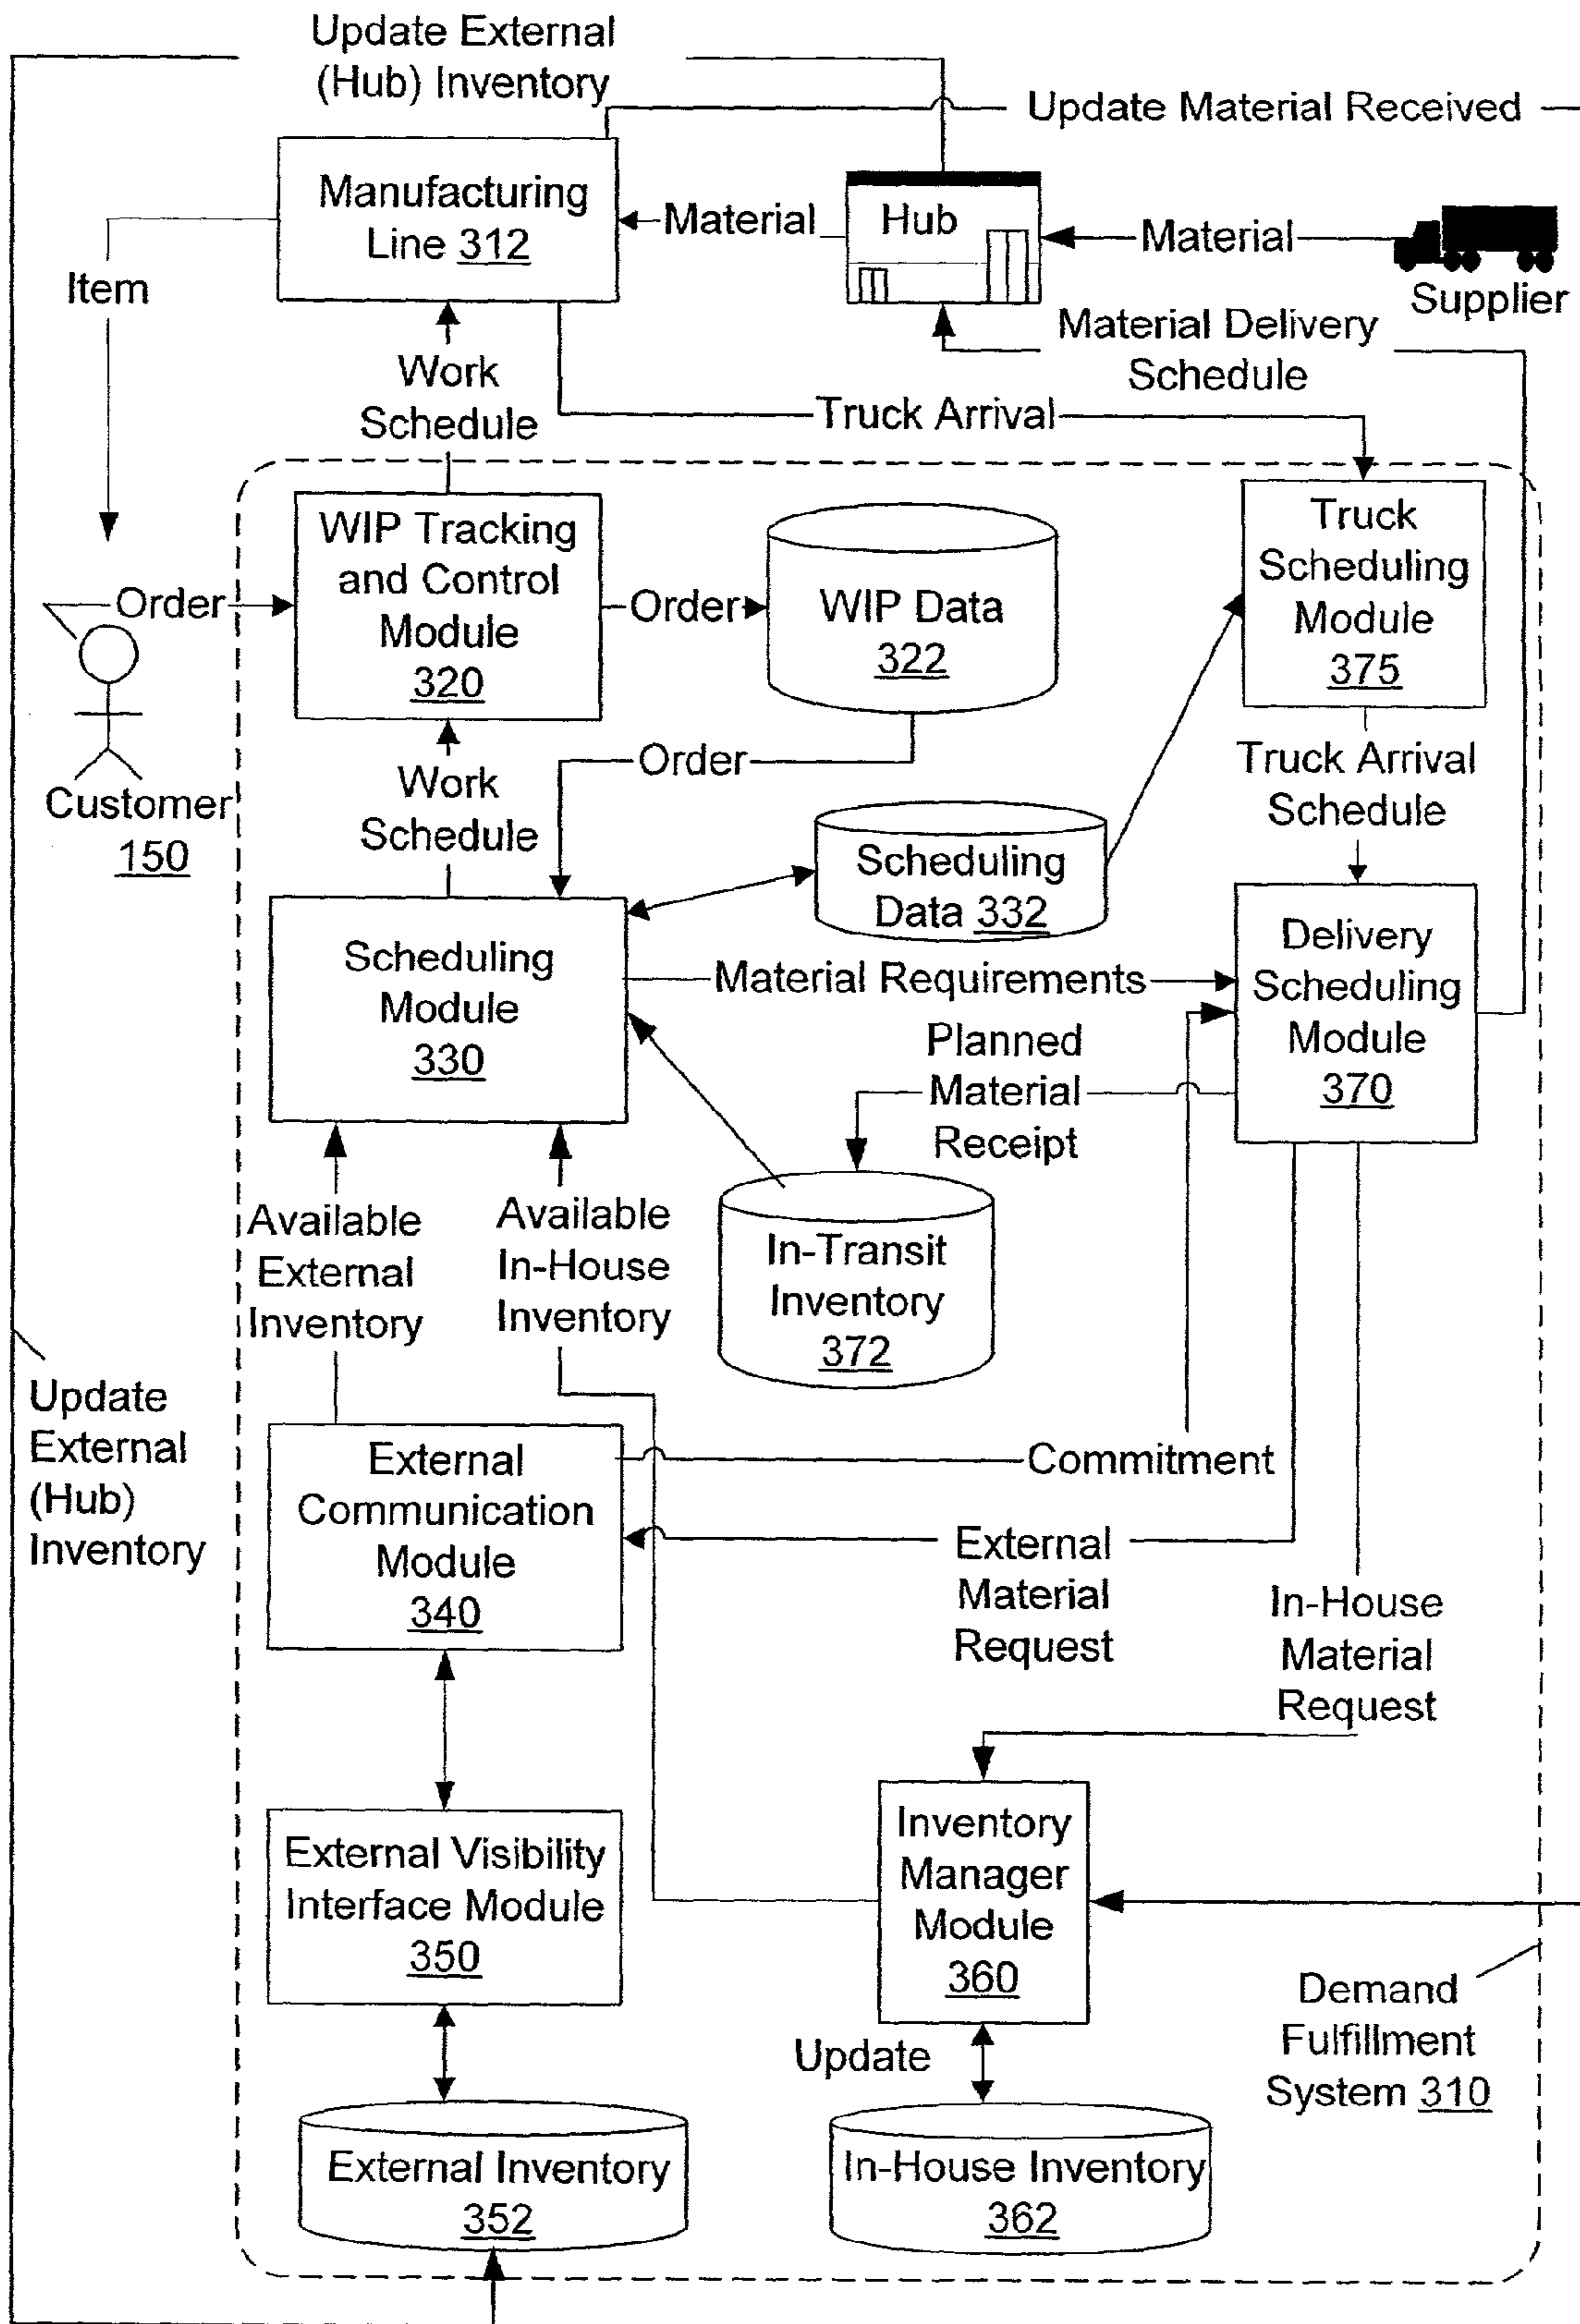 Update External
(Hub) Inventory
Update Material Received
Manufacturing
Line 312
Material
Hub
Material
Supplier
Item
Material Delivery
Schedule
Work
Schedule
Truck Arrival
WIP Tracking
and Control
Module
320
Order
Order
WIP Data
322
Truck
Scheduling
Module
375
Customer
150
Order
Work
Schedule
Truck Arrival
Schedule
Scheduling
Data 332
Scheduling
Module
330
Material Requirements
Delivery
Scheduling
Module
370
Planned
Material
Receipt
Available
External
Inventory
Available
In-House
Inventory
In-Transit
Inventory
372
Update
External
(Hub)
Inventory
External
Communication
Module
340
Commitment
External
Material
Request
In-House
Material
Request
External Visibility
Interface Module
350
Inventory
Manager
Module
360
Demand
Fulfillment
System 310
Update
External Inventory
352
In-House Inventory
362